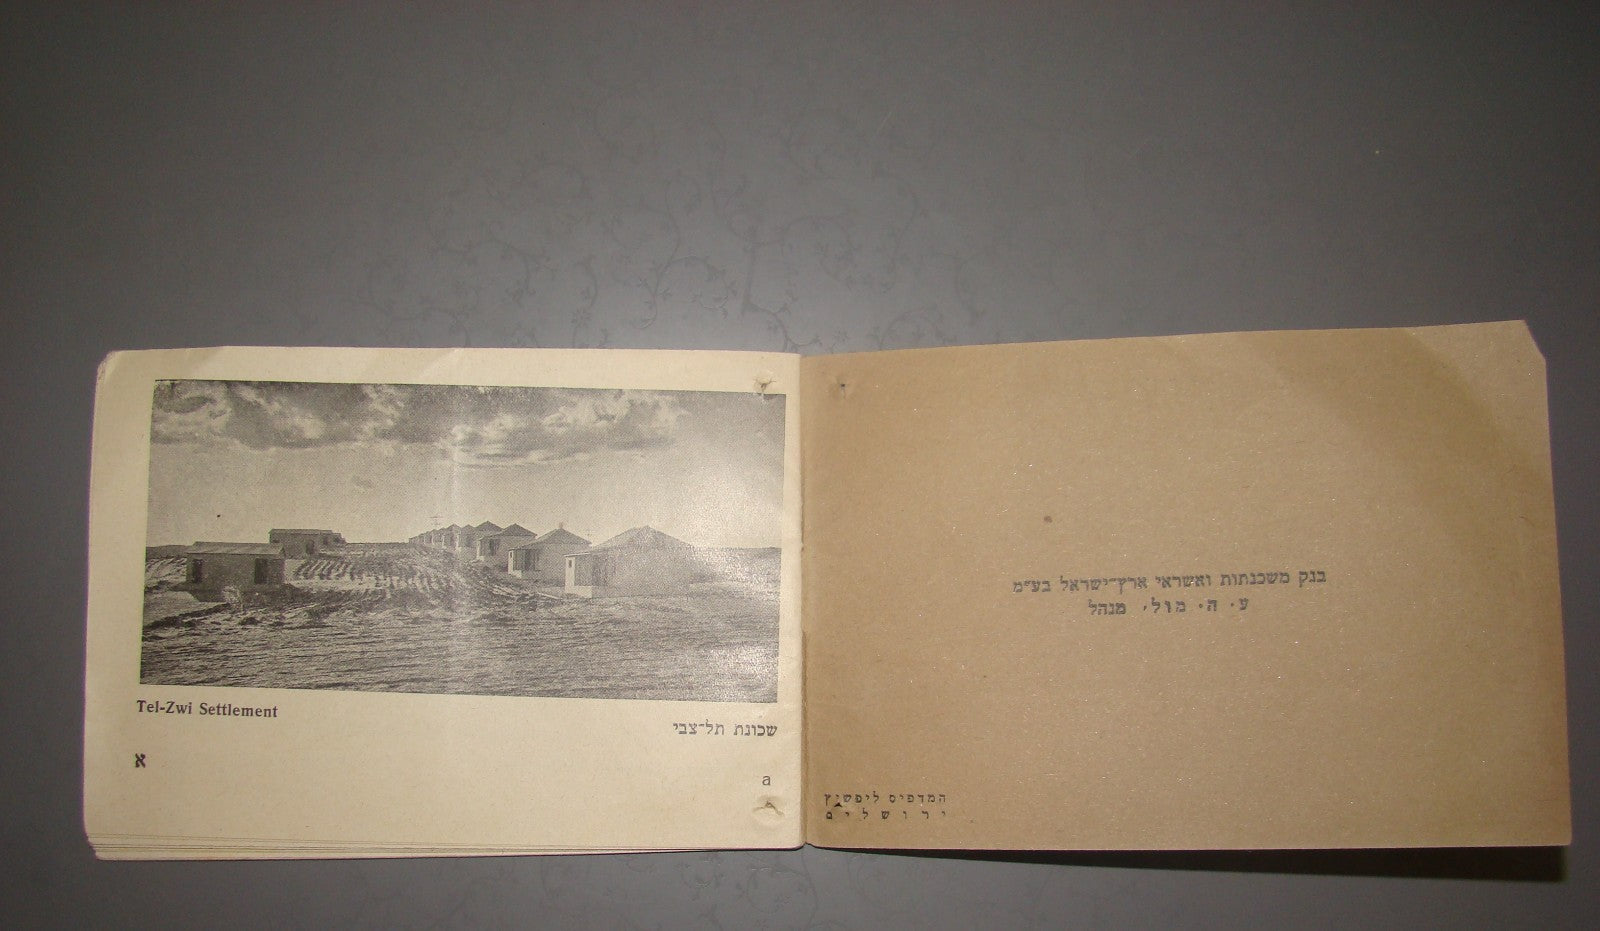 Tel-Zwi Settlement
שכונת תל־צבי
א
a
בנק משכנתות ואשראי ארץ־ישראל בע״מ
ע. ה. מולי, מנהל
המדפיס ליפשיץ
ירושלים